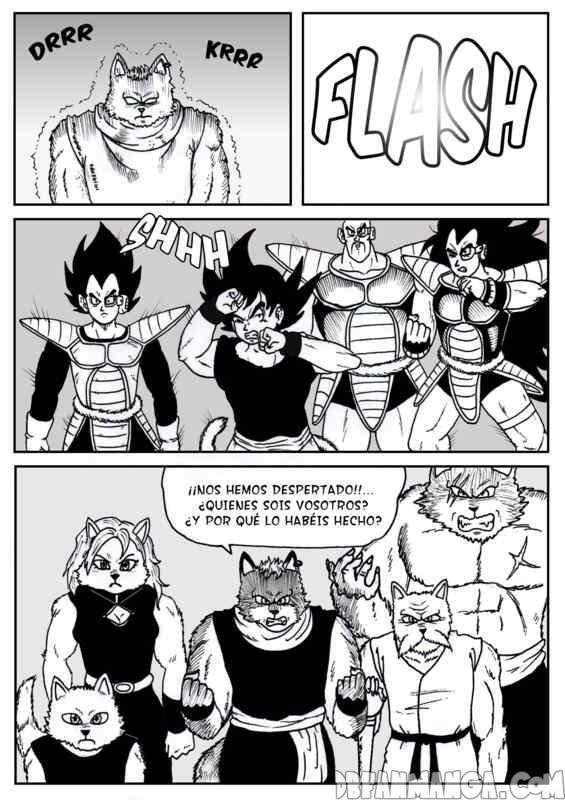 DRRR
KRRR
FLASH
SHHH
¡¡NOS HEMOS DESPERTADO!!...
¿QUIENES SOIS VOSOTROS?
¿Y POR QUÉ LO HABÉIS HECHO?
DBFANMANGA.COM